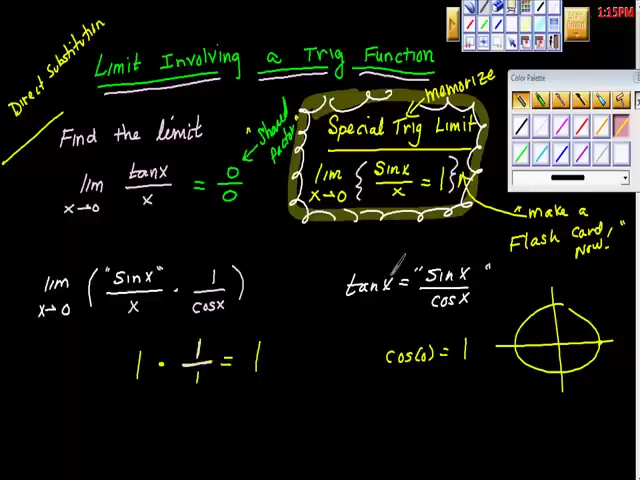 1:15PM
Direct Substitution
Limit Involving a Trig Function
Color Palette
Find the limit
"Shared Factor"
memorize
Special Trig Limit
lim x→0 tanx/x = 0/0
lim x→0 { sinx/x = 1 }
"make a
Flash card,"
Now.
lim x→0 ( "sinx"/x · 1/cosx )
tanx = "sinx/cosx"
1 · 1/1 = 1
cos(0) = 1